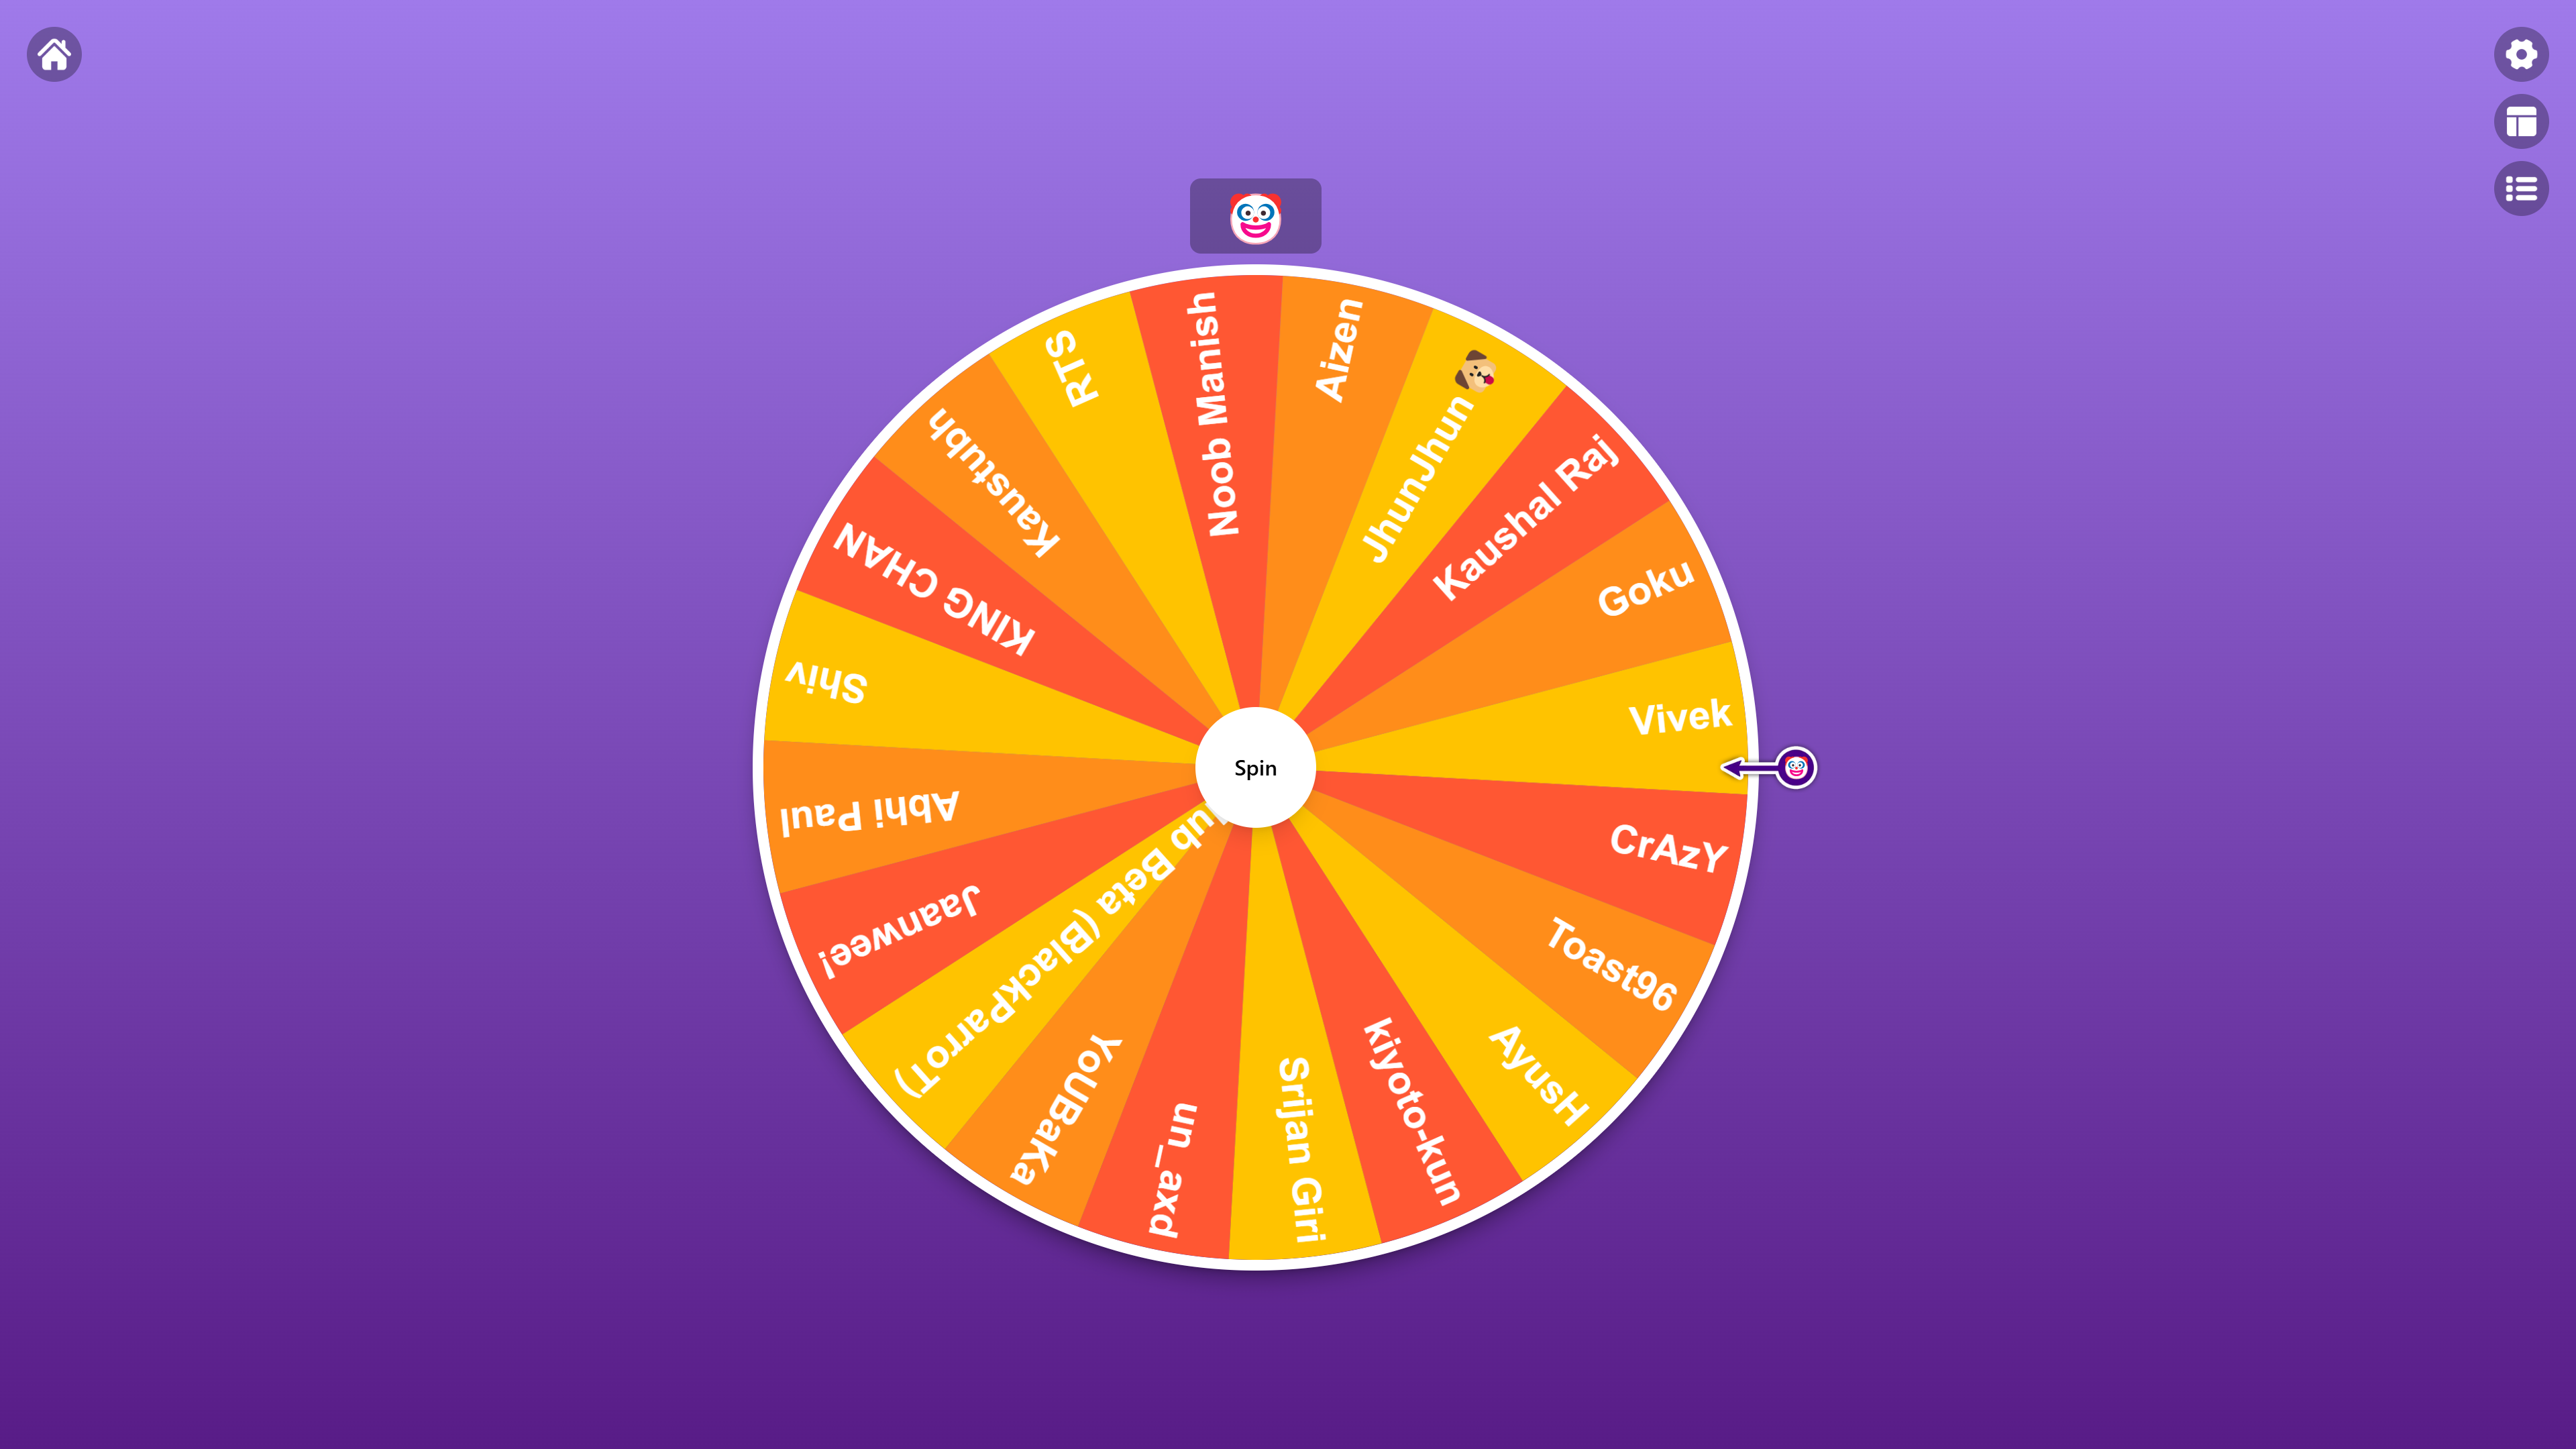 Noob Manish
Aizen
JhunJhun
Kaushal Raj
Goku
Vivek
CrAzY
Toast96
AyusH
kiyoto-kun
Srijan Giri
un_axd
YoUBaKa
Beta (BlackParroT)
Jaanwee!
Abhi Paul
Shiv
KING CHAN
Kaustubh
RTS
Spin